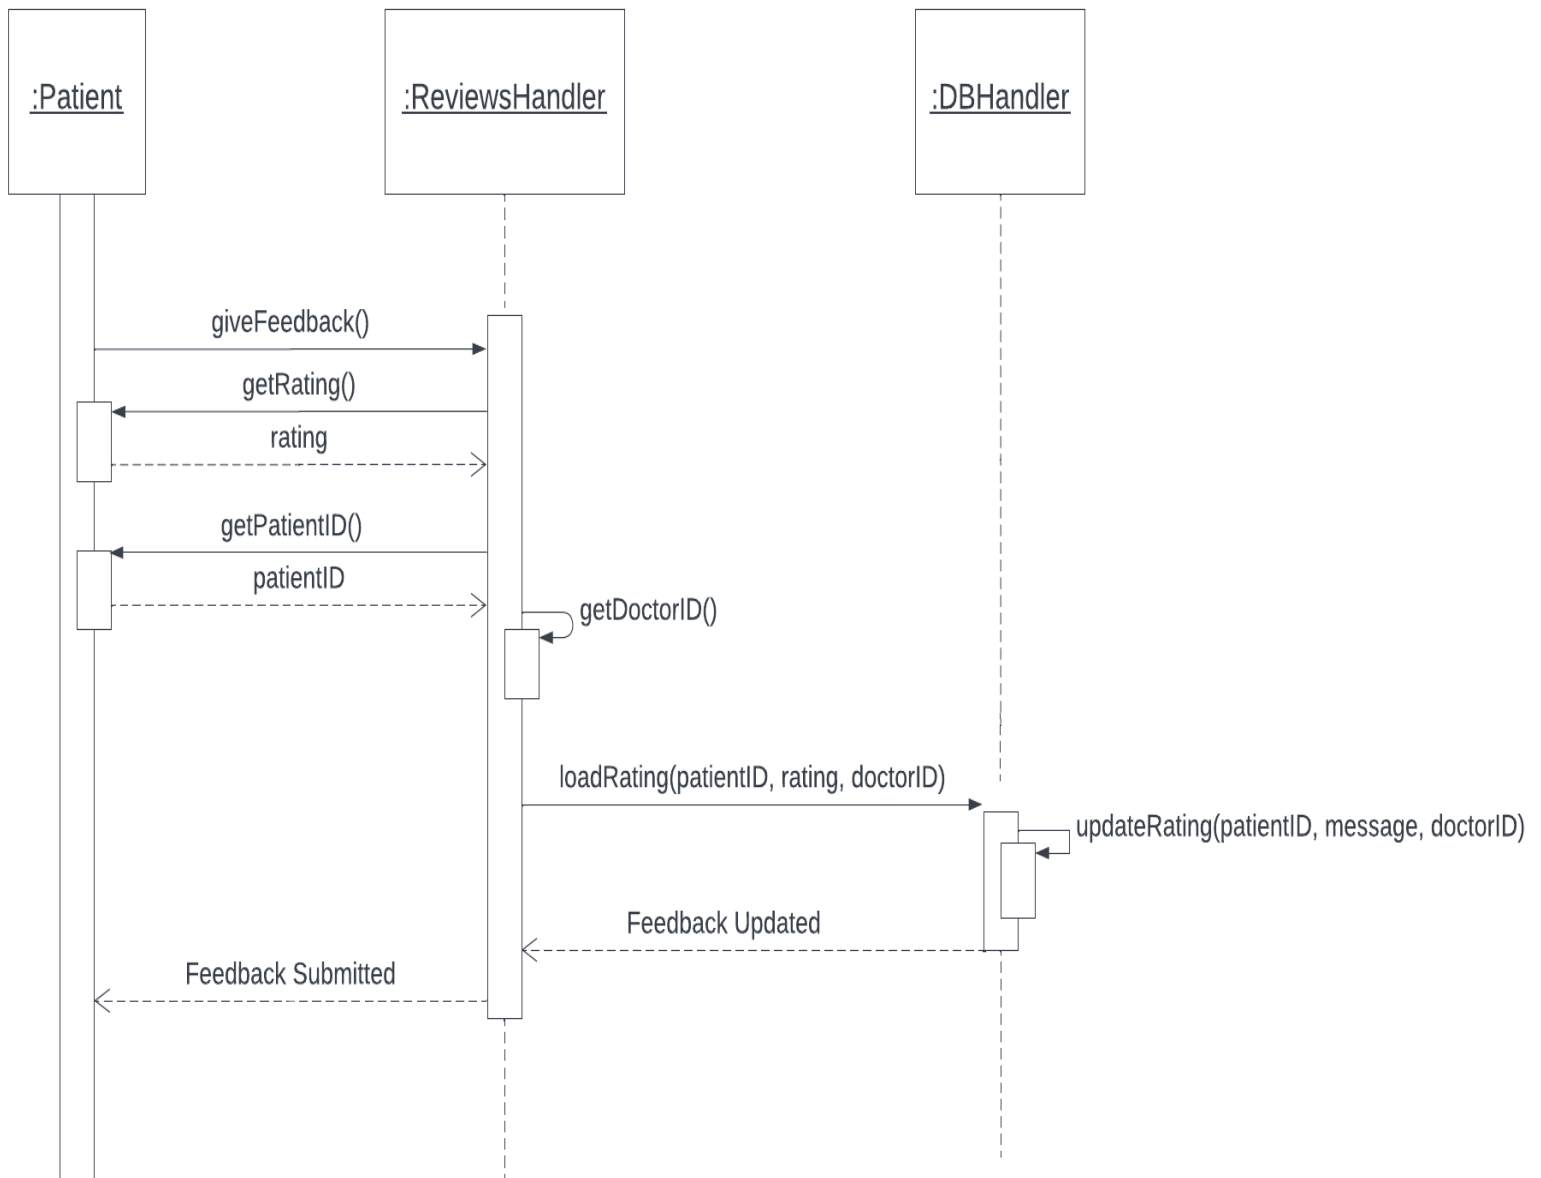 :Patient
:ReviewsHandler
:DBHandler
giveFeedback()
getRating()
rating
getPatientID()
patientID
getDoctorID()
loadRating(patientID, rating, doctorID)
updateRating(patientID, message, doctorID)
Feedback Updated
Feedback Submitted